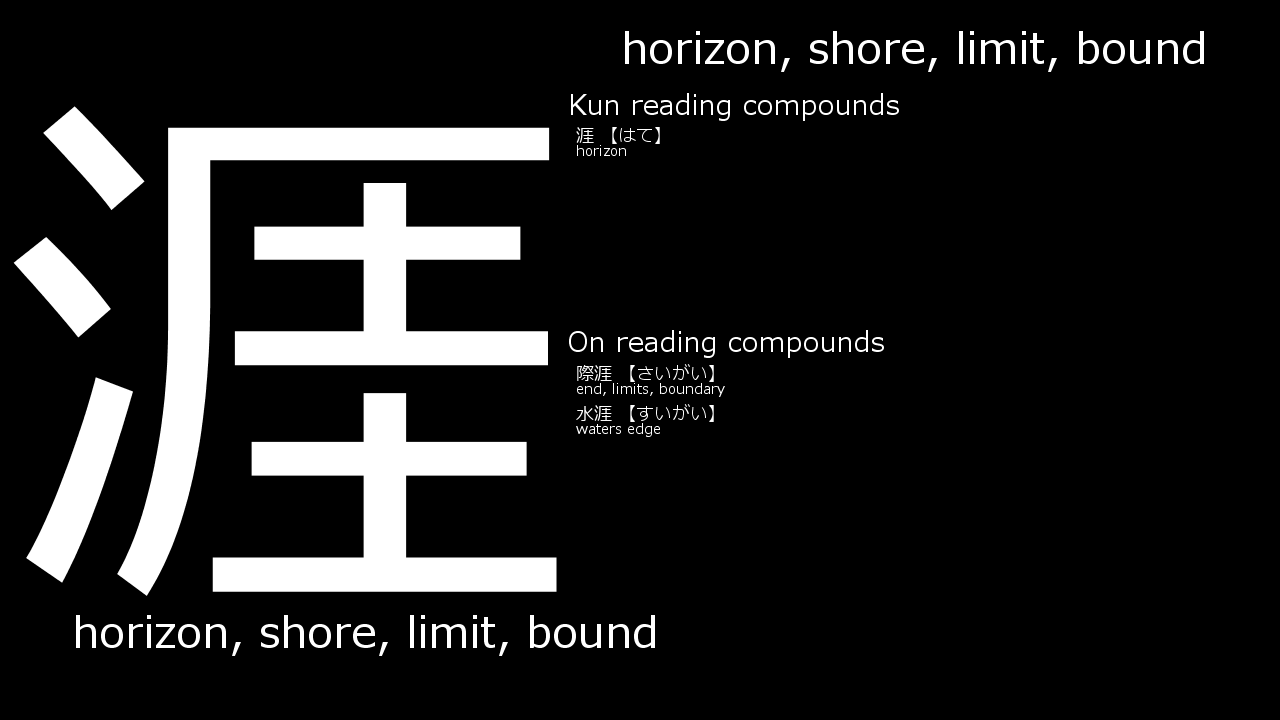 horizon, shore, limit, bound
涯
Kun reading compounds
涯 【はて】
horizon
On reading compounds
際涯 【さいがい】
end, limits, boundary
水涯 【すいがい】
waters edge
horizon, shore, limit, bound